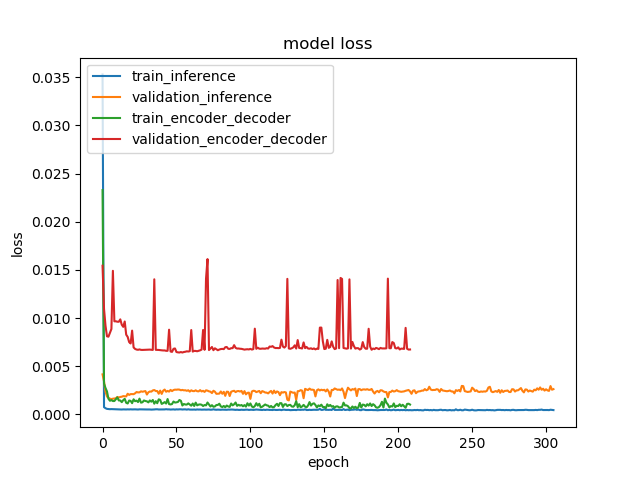 model loss
train_inference
validation_inference
train_encoder_decoder
validation_encoder_decoder
0.035
0.030
0.025
0.020
0.015
0.010
0.005
0.000
loss
0 50 100 150 200 250 300
epoch